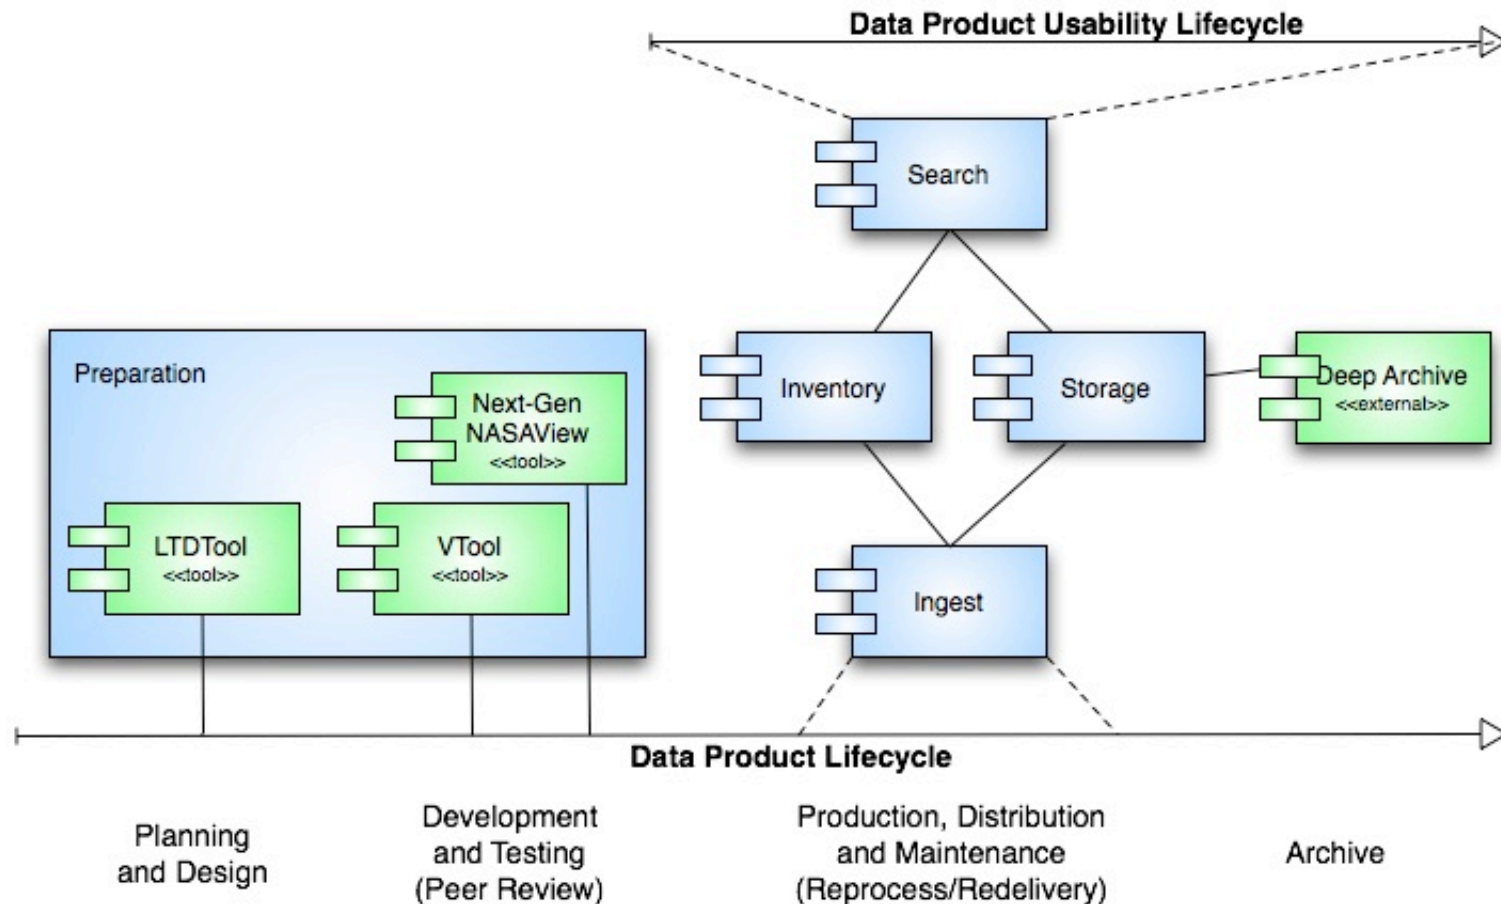 Data Product Usability Lifecycle
Search
Preparation
Next-Gen
NASAView
<<tool>>
LTDTool
<<tool>>
VTool
<<tool>>
Inventory
Storage
Deep Archive
<<external>>
Ingest
Data Product Lifecycle
Planning
and Design
Development
and Testing
(Peer Review)
Production, Distribution
and Maintenance
(Reprocess/Redelivery)
Archive